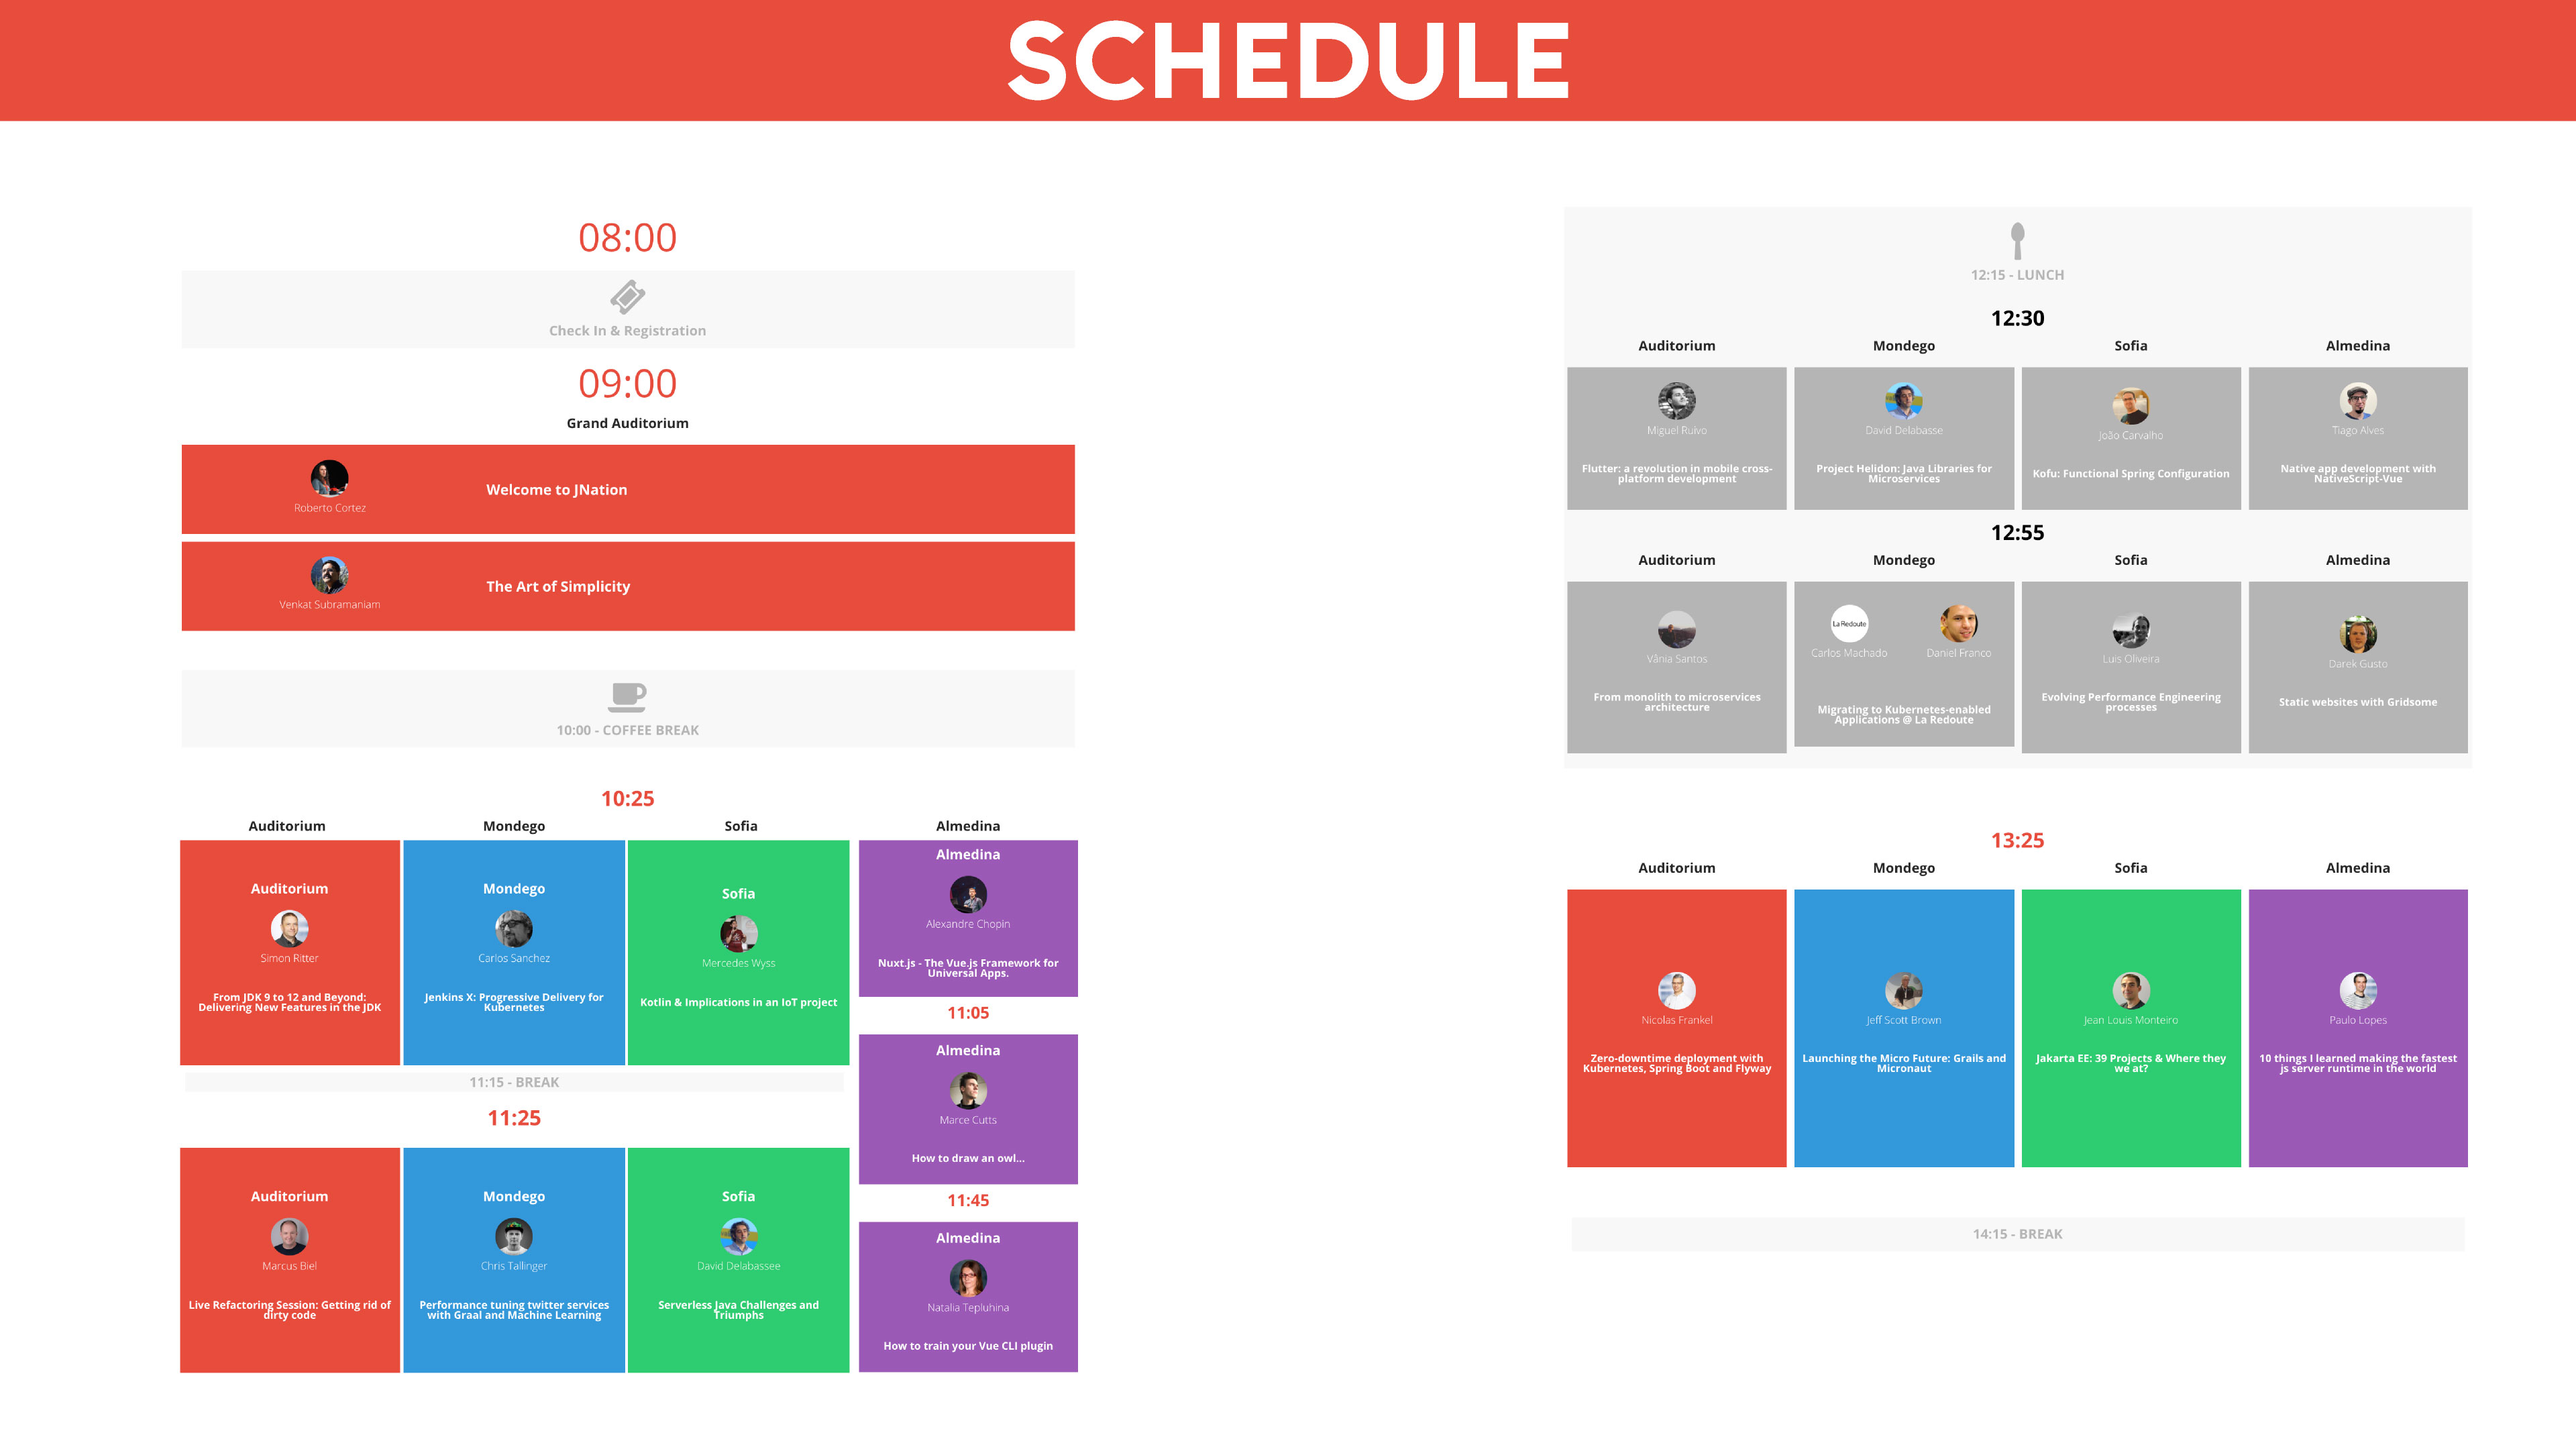 SCHEDULE
08:00
Check In & Registration
09:00
Grand Auditorium
Roberto Cortez
Welcome to JNation
Venkat Subramaniam
The Art of Simplicity
10:00 - COFFEE BREAK
10:25
Auditorium
Mondego
Sofia
Almedina
Auditorium
Simon Ritter
From JDK 9 to 12 and Beyond:
Delivering New Features in the JDK
Mondego
Carlos Sanchez
Jenkins X: Progressive Delivery for
Kubernetes
Sofia
Mercedes Wyss
Kotlin & Implications in an IoT project
Almedina
Alexandre Chopin
Nuxt.js - The Vue.js Framework for
Universal Apps.
11:05
Almedina
Marce Cutts
How to draw an owl...
11:15 - BREAK
11:25
Auditorium
Marcus Biel
Live Refactoring Session: Getting rid of
dirty code
Mondego
Chris Tallinger
Performance tuning twitter services
with Graal and Machine Learning
Sofia
David Delabassee
Serverless Java Challenges and
Triumphs
11:45
Almedina
Natalia Tepluhina
How to train your Vue CLI plugin
12:15 - LUNCH
12:30
Auditorium
Mondego
Sofia
Almedina
Miguel Ruivo
Flutter: a revolution in mobile cross-
platform development
David Delabasse
Project Helidon: Java Libraries for
Microservices
João Carvalho
Kofu: Functional Spring Configuration
Tiago Alves
Native app development with
NativeScript-Vue
12:55
Auditorium
Mondego
Sofia
Almedina
Vânia Santos
From monolith to microservices
architecture
La Redoute
Carlos Machado
Daniel Franco
Migrating to Kubernetes-enabled
Applications @ La Redoute
Luis Oliveira
Evolving Performance Engineering
processes
Darek Gusto
Static websites with Gridsome
13:25
Auditorium
Mondego
Sofia
Almedina
Nicolas Frankel
Zero-downtime deployment with
Kubernetes, Spring Boot and Flyway
Jeff Scott Brown
Launching the Micro Future: Grails and
Micronaut
Jean Louis Monteiro
Jakarta EE: 39 Projects & Where they
we at?
Paulo Lopes
10 things I learned making the fastest
js server runtime in the world
14:15 - BREAK